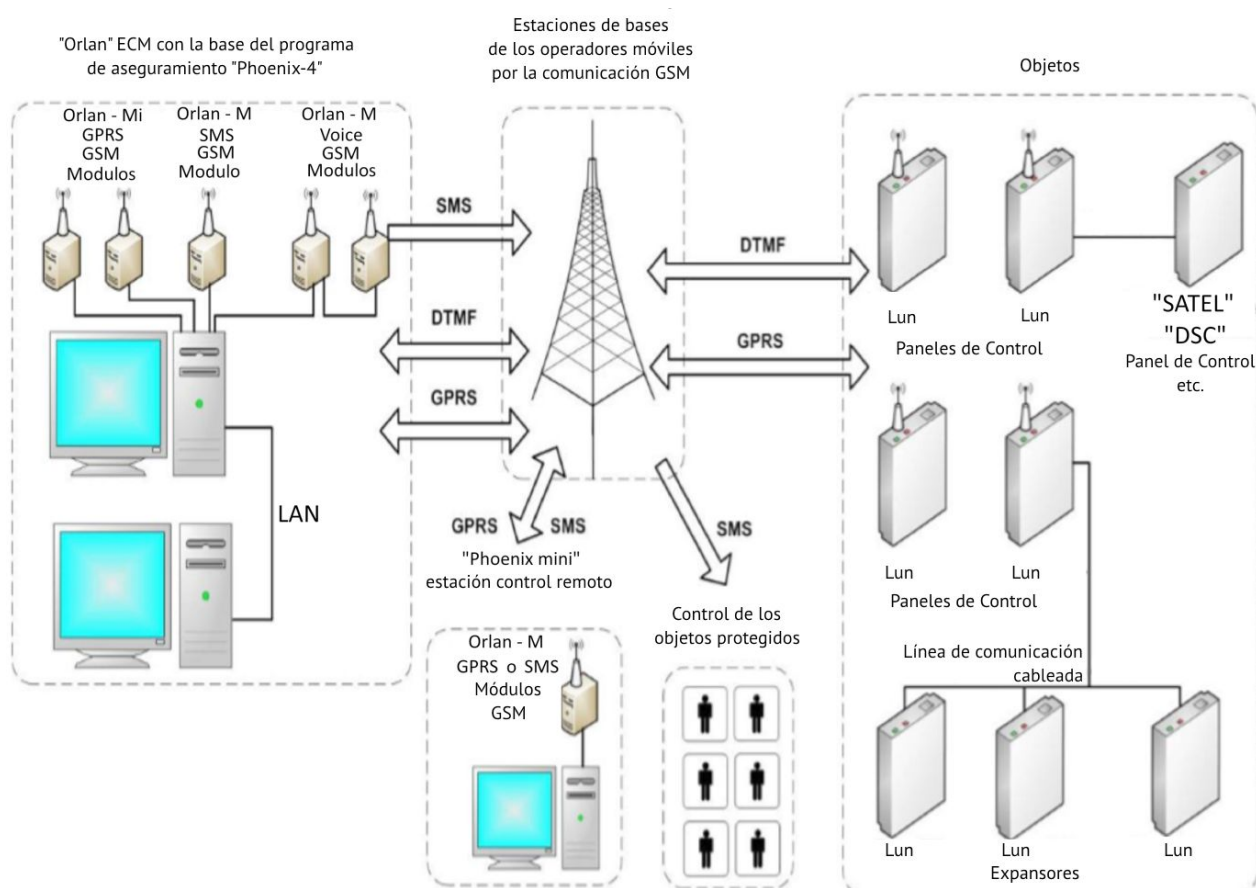 "Orlan" ECM con la base del programa
de aseguramiento "Phoenix-4"
Estaciones de bases
de los operadores móviles
por la comunicación GSM
Objetos
Orlan - Mi
GPRS
GSM
Modulos
Orlan - M
SMS
GSM
Modulo
Orlan - M
Voice
GSM
Modulos
SMS
DTMF
GPRS
LAN
GPRS
SMS
"Phoenix mini"
estación control remoto
Orlan - M
GPRS o SMS
Módulos
GSM
SMS
Control de los
objetos protegidos
DTMF
GPRS
Lun
Lun
Paneles de Control
"SATEL"
"DSC"
Panel de Control
etc.
Lun
Lun
Paneles de Control
Línea de comunicación
cableada
Lun
Lun
Lun
Expansores